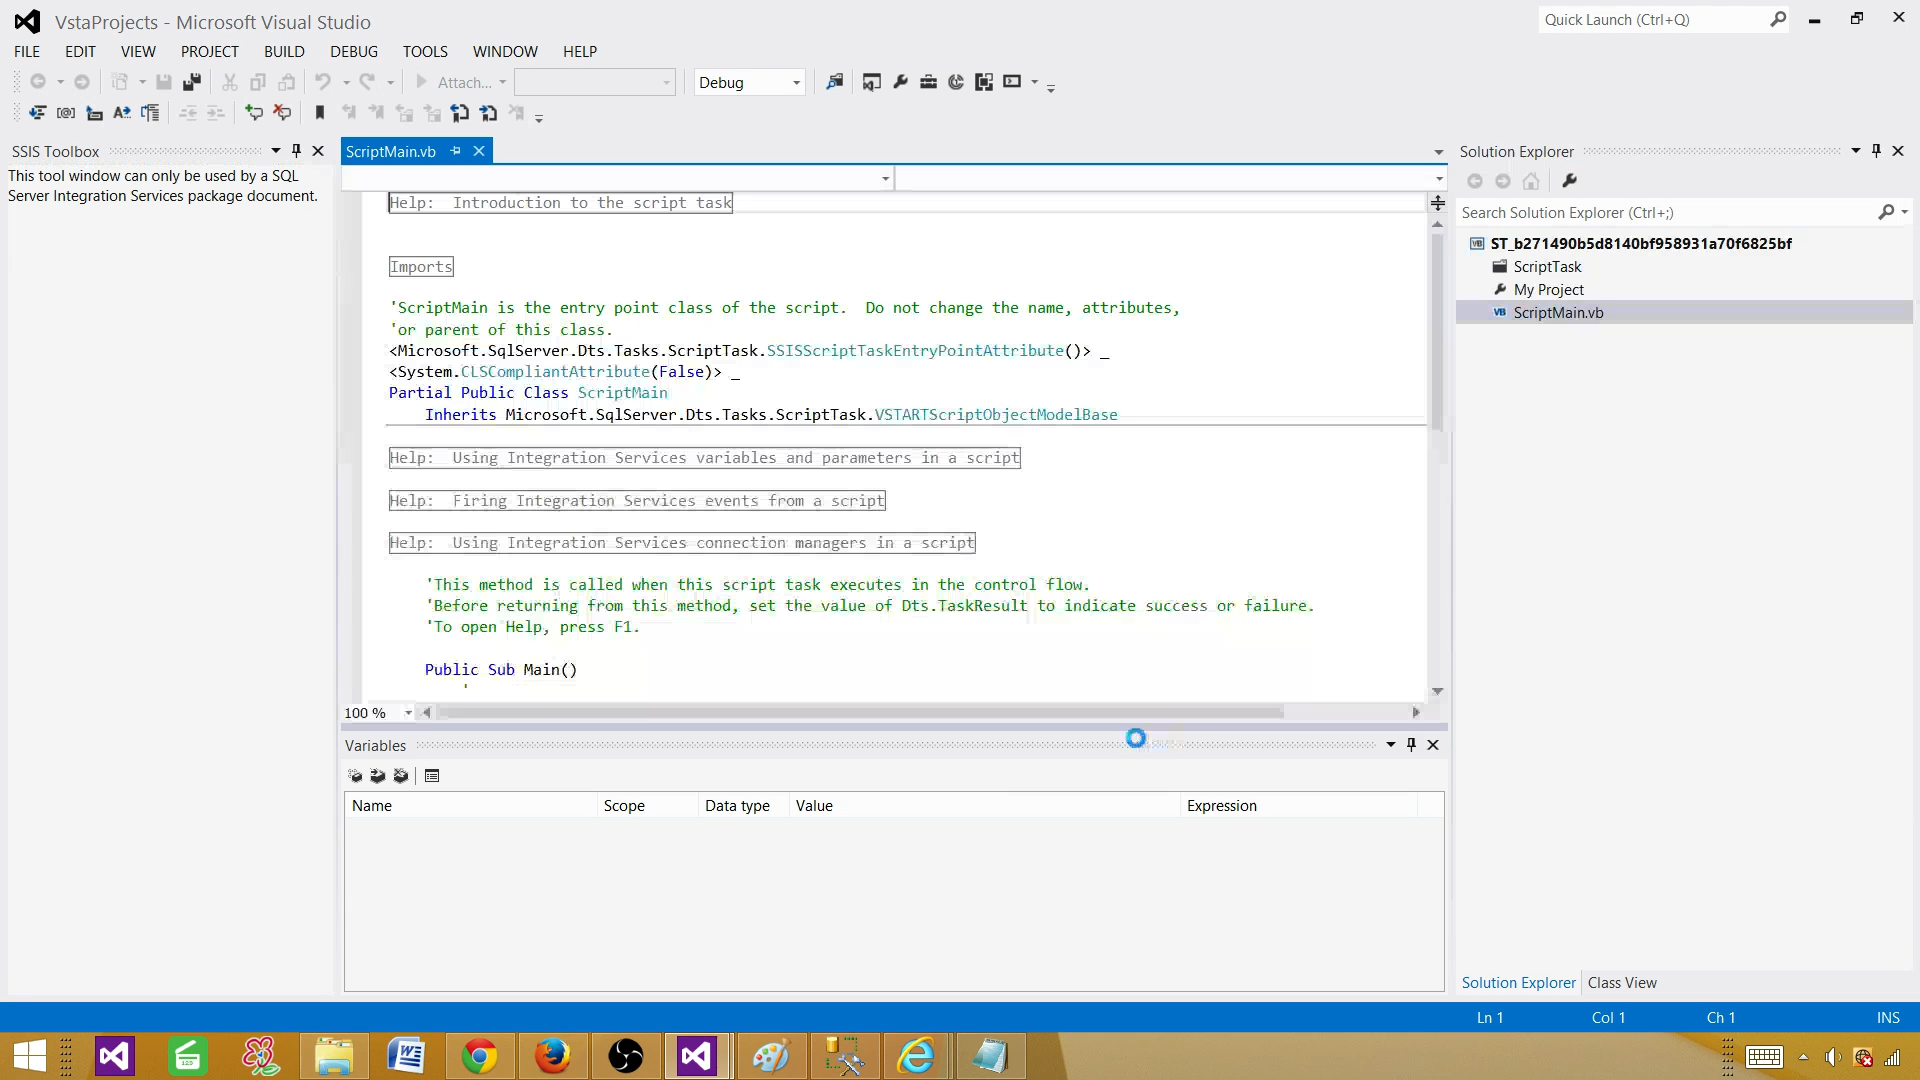 VstaProjects - Microsoft Visual Studio
Quick Launch (Ctrl+Q)
FILE EDIT VIEW PROJECT BUILD DEBUG TOOLS WINDOW HELP
Attach...
Debug
SSIS Toolbox
This tool window can only be used by a SQL
Server Integration Services package document.
ScriptMain.vb
Help:  Introduction to the script task
Imports
'ScriptMain is the entry point class of the script.  Do not change the name, attributes,
'or parent of this class.
<Microsoft.SqlServer.Dts.Tasks.ScriptTask.SSISScriptTaskEntryPointAttribute()> _
<System.CLSCompliantAttribute(False)> _
Partial Public Class ScriptMain
Inherits Microsoft.SqlServer.Dts.Tasks.ScriptTask.VSTARTScriptObjectModelBase
Help:  Using Integration Services variables and parameters in a script
Help:  Firing Integration Services events from a script
Help:  Using Integration Services connection managers in a script
'This method is called when this script task executes in the control flow.
'Before returning from this method, set the value of Dts.TaskResult to indicate success or failure.
'To open Help, press F1.
Public Sub Main()
'
100 %
Variables
Name Scope Data type Value Expression
Solution Explorer
Search Solution Explorer (Ctrl+;)
ST_b271490b5d8140bf958931a70f6825bf
ScriptTask
My Project
ScriptMain.vb
Solution Explorer Class View
Ln 1 Col 1 Ch 1 INS